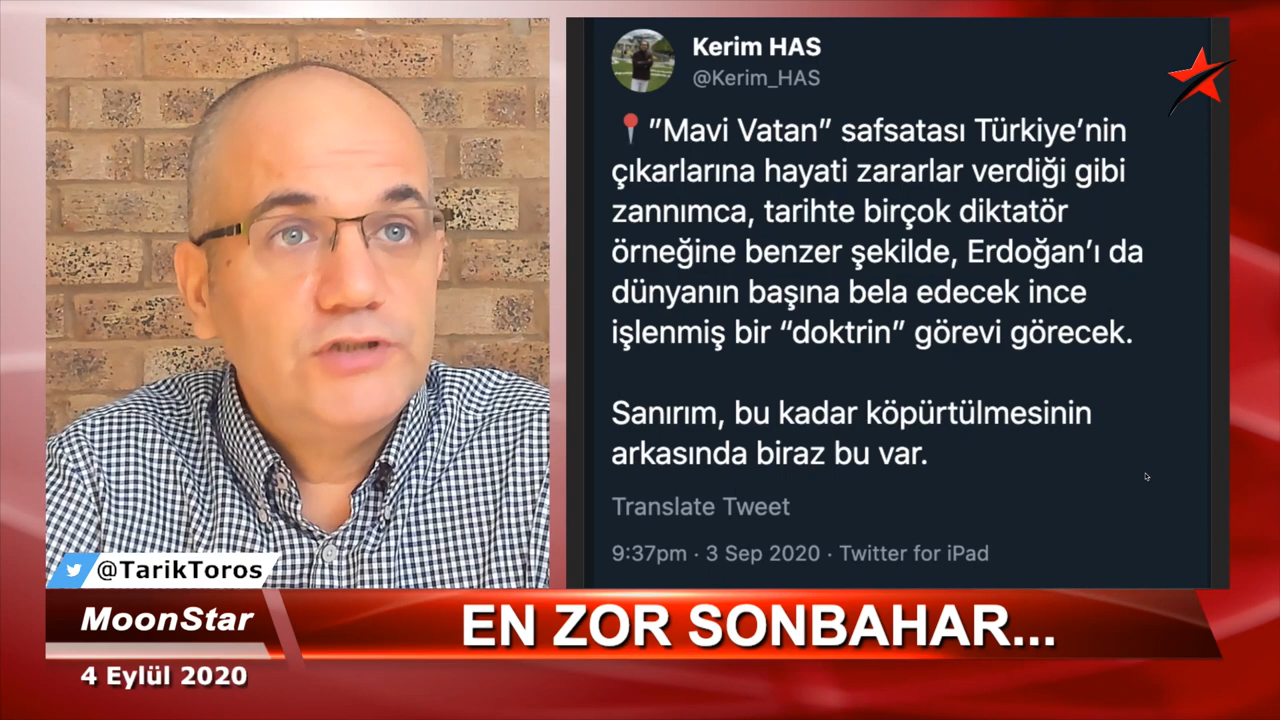 Kerim HAS
@Kerim_HAS
"Mavi Vatan" safsatası Türkiye'nin
çıkarlarına hayati zararlar verdiği gibi
zannımca, tarihte birçok diktatör
örneğine benzer şekilde, Erdoğan'ı da
dünyanın başına bela edecek ince
işlenmiş bir “doktrin” görevi görecek.
Sanırım, bu kadar köpürtülmesinin
arkasında biraz bu var.
Translate Tweet
9:37pm · 3 Sep 2020 · Twitter for iPad
@TarikToros
MoonStar
EN ZOR SONBAHAR...
4 Eylül 2020